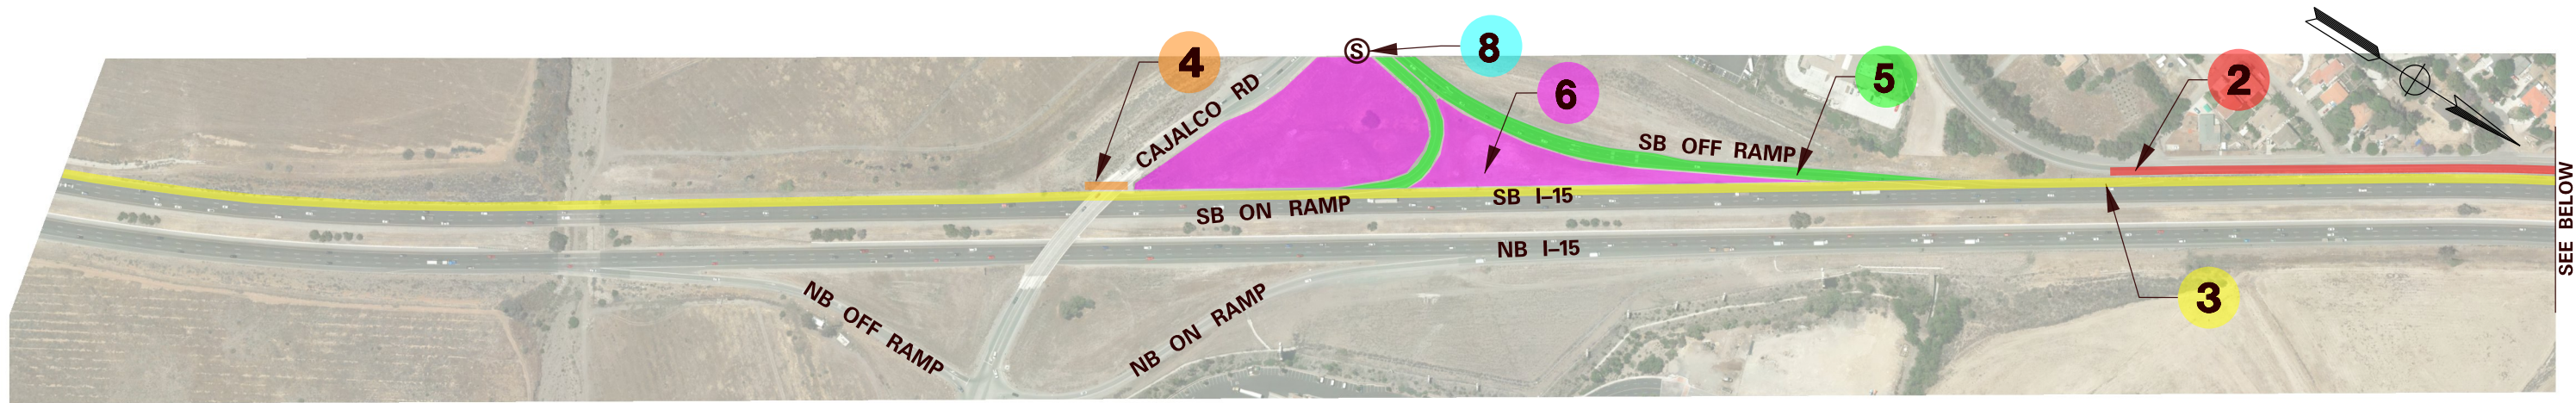 8
S
4
5
2
6
CAJALCO RD
SB OFF RAMP
SB I-15
SB ON RAMP
NB I-15
SEE BELOW
3
NB OFF RAMP
NB ON RAMP